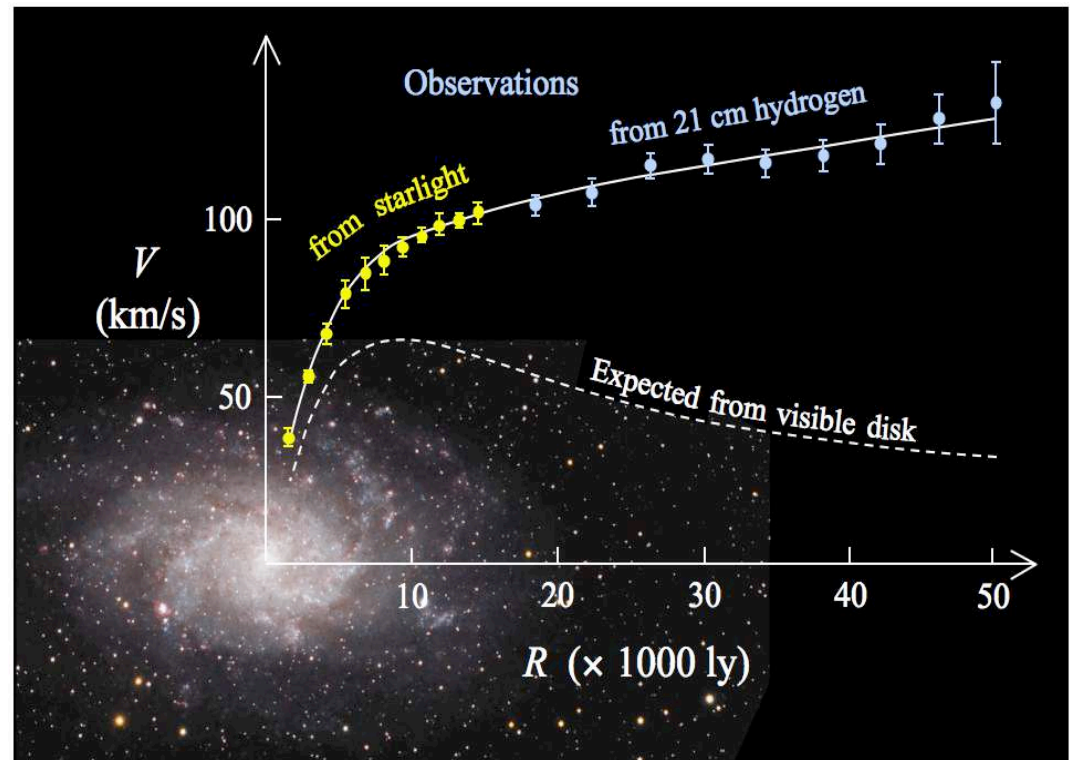 Observations
from 21 cm hydrogen
from starlight
100
V
(km/s)
50
Expected from visible disk
10 20 30 40 50
R (× 1000 ly)